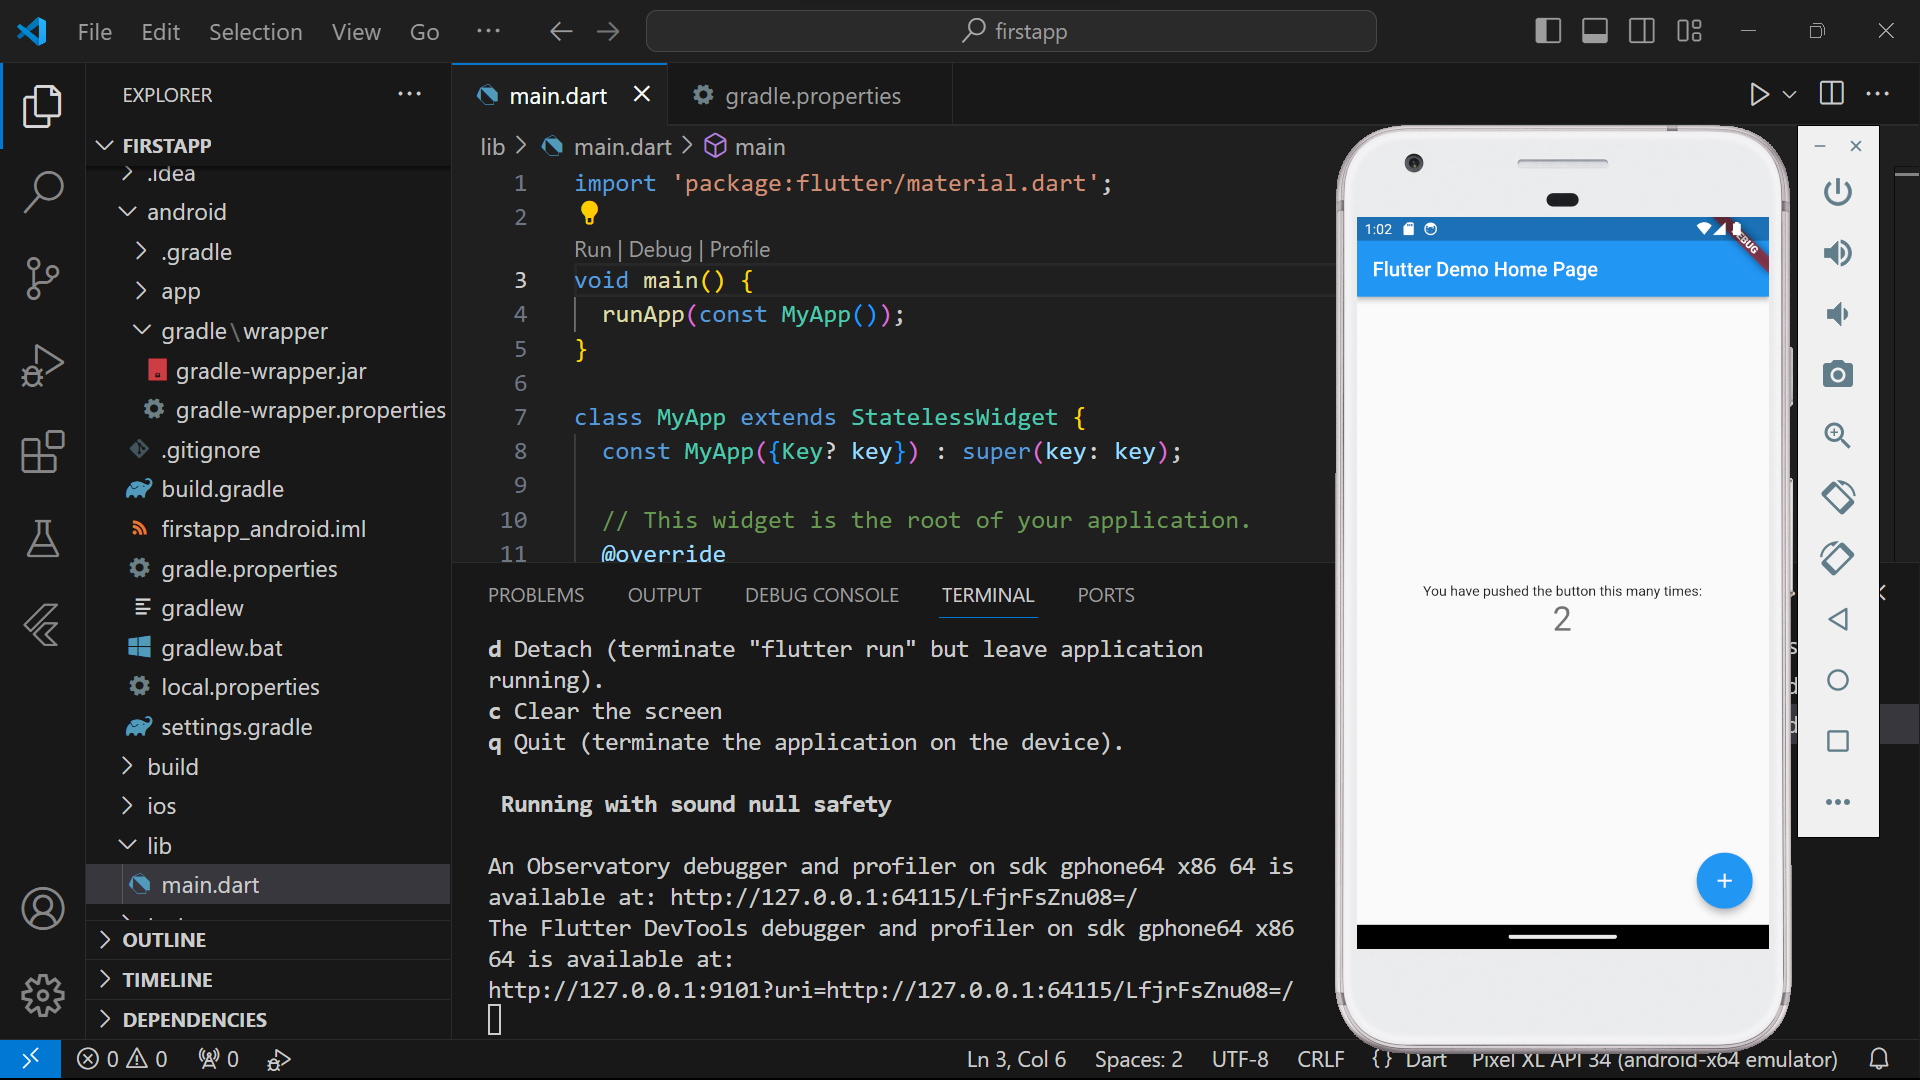 File Edit Selection View Go
firstapp
EXPLORER
FIRSTAPP
.idea
android
.gradle
app
gradle\wrapper
gradle-wrapper.jar
gradle-wrapper.properties
.gitignore
build.gradle
firstapp_android.iml
gradle.properties
gradlew
gradlew.bat
local.properties
settings.gradle
build
ios
lib
main.dart
OUTLINE
TIMELINE
DEPENDENCIES
main.dart
gradle.properties
lib > main.dart > main
1 import 'package:flutter/material.dart';
2
Run | Debug | Profile
3 void main() {
4 runApp(const MyApp());
5 }
6
7 class MyApp extends StatelessWidget {
8 const MyApp({Key? key}) : super(key: key);
9
10 // This widget is the root of your application.
11 @override
PROBLEMS OUTPUT DEBUG CONSOLE TERMINAL PORTS
d Detach (terminate "flutter run" but leave application
running).
c Clear the screen
q Quit (terminate the application on the device).
Running with sound null safety
An Observatory debugger and profiler on sdk gphone64 x86 64 is
available at: http://127.0.0.1:64115/LfjrFsZnu08=/
The Flutter DevTools debugger and profiler on sdk gphone64 x86
64 is available at:
http://127.0.0.1:9101?uri=http://127.0.0.1:64115/LfjrFsZnu08=/
1:02
Flutter Demo Home Page
You have pushed the button this many times:
2
+
0 0 0
Ln 3, Col 6 Spaces: 2 UTF-8 CRLF {} Dart Pixel XL API 34 (android-x64 emulator)